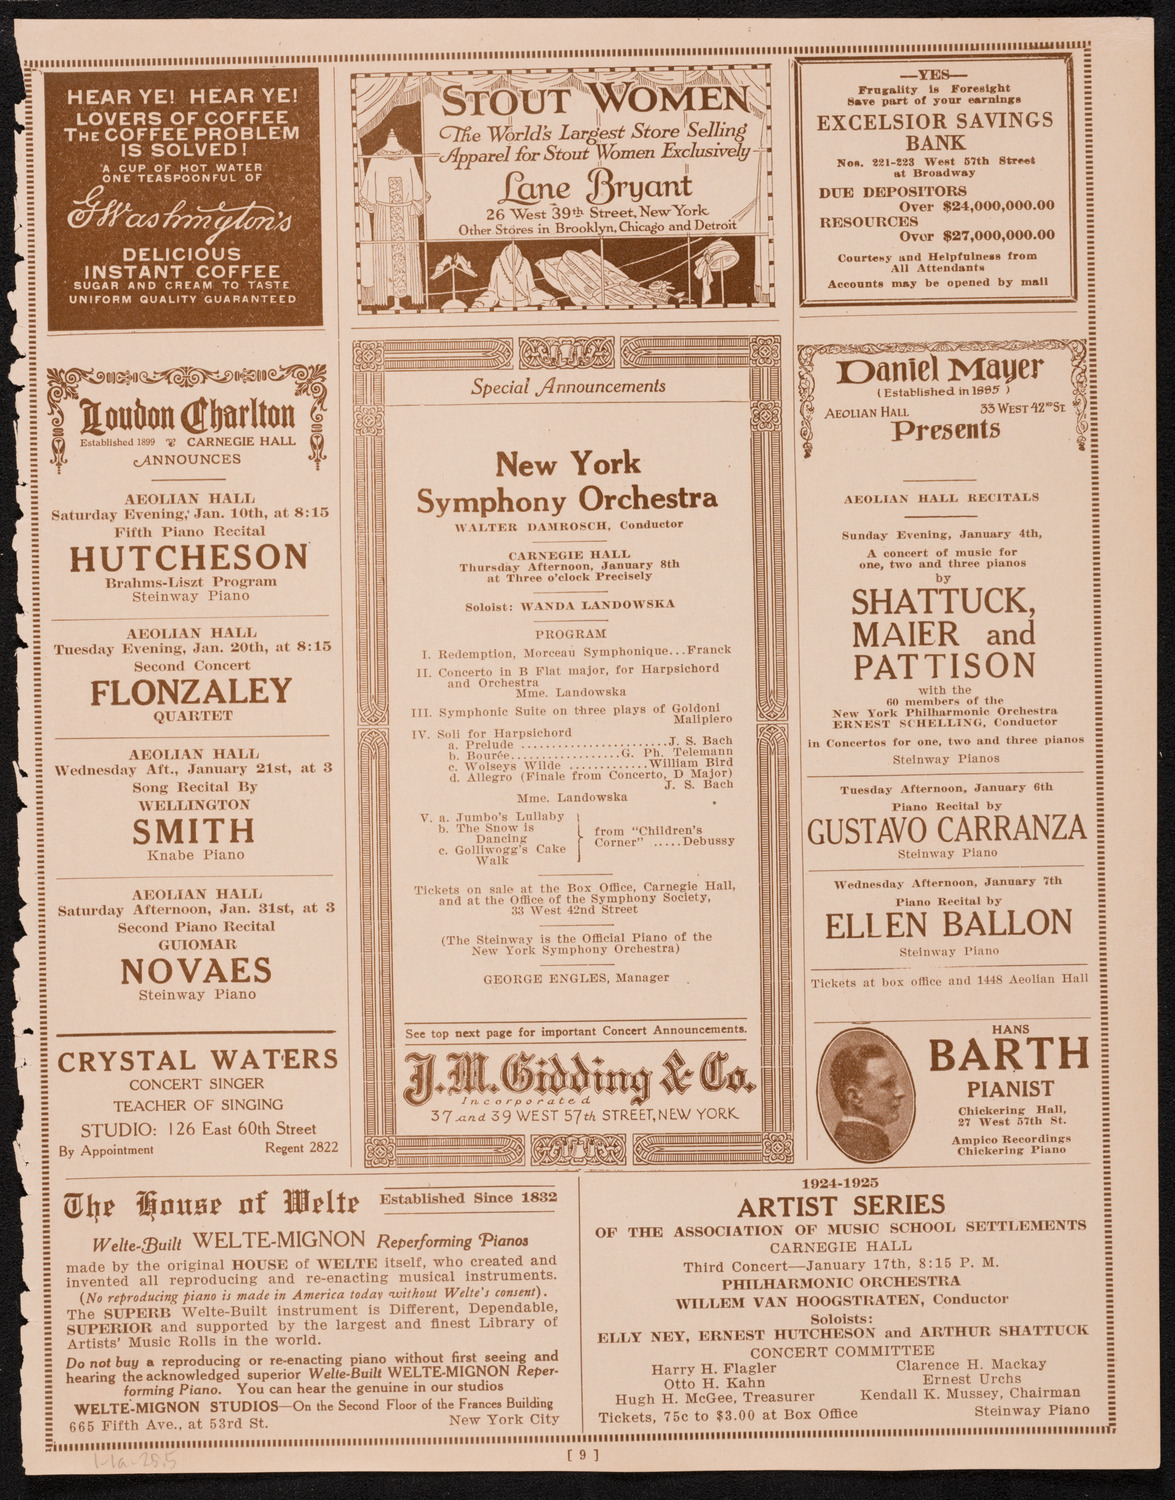 HEAR YE! HEAR YE!
LOVERS OF COFFEE
THE COFFEE PROBLEM
IS SOLVED!
A CUP OF HOT WATER
ONE TEASPOONFUL OF
G Washington's
DELICIOUS
INSTANT COFFEE
SUGAR AND CREAM TO TASTE
UNIFORM QUALITY GUARANTEED
STOUT WOMEN
The World's Largest Store Selling
Apparel for Stout Women Exclusively
Lane Bryant
26 West 39th Street, New York
Other Stores in Brooklyn, Chicago and Detroit
—YES—
Frugality is Foresight
Save part of your earnings
EXCELSIOR SAVINGS
BANK
Nos. 221-223 West 57th Street
at Broadway
DUE DEPOSITORS
Over $24,000,000.00
RESOURCES
Over $27,000,000.00
Courtesy and Helpfulness from
All Attendants
Accounts may be opened by mail
Loudon Charlton
Established 1899 CARNEGIE HALL
ANNOUNCES
AEOLIAN HALL
Saturday Evening, Jan. 10th, at 8:15
Fifth Piano Recital
HUTCHESON
Brahms-Liszt Program
Steinway Piano
AEOLIAN HALL
Tuesday Evening, Jan. 20th, at 8:15
Second Concert
FLONZALEY
QUARTET
AEOLIAN HALL
Wednesday Aft., January 21st, at 3
Song Recital By
WELLINGTON
SMITH
Knabe Piano
AEOLIAN HALL
Saturday Afternoon, Jan. 31st, at 3
Second Piano Recital
GUIOMAR
NOVAES
Steinway Piano
CRYSTAL WATERS
CONCERT SINGER
TEACHER OF SINGING
STUDIO: 126 East 60th Street
By Appointment Regent 2822
Special Announcements
New York
Symphony Orchestra
WALTER DAMROSCH, Conductor
CARNEGIE HALL
Thursday Afternoon, January 8th
at Three o'clock Precisely
Soloist: WANDA LANDOWSKA
PROGRAM
I. Redemption, Morceau Symphonique...Franck
II. Concerto in B Flat major, for Harpsichord
and Orchestra
Mme. Landowska
III. Symphonic Suite on three plays of Goldoni
Malipiero
IV. Soli for Harpsichord
a. Prelude ......................J. S. Bach
b. Bourée.................G. Ph. Telemann
c. Wolseys Wilde .............William Bird
d. Allegro (Finale from Concerto, D Major)
J. S. Bach
Mme. Landowska
V. a. Jumbo's Lullaby
b. The Snow is
Dancing
c. Golliwogg's Cake
Walk
from "Children's
Corner" .....Debussy
Tickets on sale at the Box Office, Carnegie Hall,
and at the Office of the Symphony Society,
33 West 42nd Street
(The Steinway is the Official Piano of the
New York Symphony Orchestra)
GEORGE ENGLES, Manager
See top next page for important Concert Announcements.
J.M. Gidding & Co.
Incorporated
37 and 39 WEST 57th STREET, NEW YORK
Daniel Mayer
(Established in 1885)
AEOLIAN HALL 33 WEST 42ND ST.
Presents
AEOLIAN HALL RECITALS
Sunday Evening, January 4th,
A concert of music for
one, two and three pianos
by
SHATTUCK,
MAIER and
PATTISON
with the
60 members of the
New York Philharmonic Orchestra
ERNEST SCHELLING, Conductor
in Concertos for one, two and three pianos
Steinway Pianos
Tuesday Afternoon, January 6th
Piano Recital by
GUSTAVO CARRANZA
Steinway Piano
Wednesday Afternoon, January 7th
Piano Recital by
ELLEN BALLON
Steinway Piano
Tickets at box office and 1448 Aeolian Hall
HANS
BARTH
PIANIST
Chickering Hall,
27 West 57th St.
Ampico Recordings
Chickering Piano
The House of Welte Established Since 1832
Welte-Built WELTE-MIGNON Reperforming Pianos
made by the original HOUSE of WELTE itself, who created and
invented all reproducing and re-enacting musical instruments.
(No reproducing piano is made in America today without Welte's consent).
The SUPERB Welte-Built instrument is Different, Dependable,
SUPERIOR and supported by the largest and finest Library of
Artists' Music Rolls in the world.
Do not buy a reproducing or re-enacting piano without first seeing and
hearing the acknowledged superior Welte-Built WELTE-MIGNON Reper-
forming Piano. You can hear the genuine in our studios
WELTE-MIGNON STUDIOS—On the Second Floor of the Frances Building
665 Fifth Ave., at 53rd St. New York City
1924-1925
ARTIST SERIES
OF THE ASSOCIATION OF MUSIC SCHOOL SETTLEMENTS
CARNEGIE HALL
Third Concert—January 17th, 8:15 P. M.
PHILHARMONIC ORCHESTRA
WILLEM VAN HOOGSTRATEN, Conductor
Soloists:
ELLY NEY, ERNEST HUTCHESON and ARTHUR SHATTUCK
CONCERT COMMITTEE
Harry H. Flagler Clarence H. Mackay
Otto H. Kahn Ernest Urchs
Hugh H. McGee, Treasurer Kendall K. Mussey, Chairman
Tickets, 75c to $3.00 at Box Office Steinway Piano
[ 9 ]